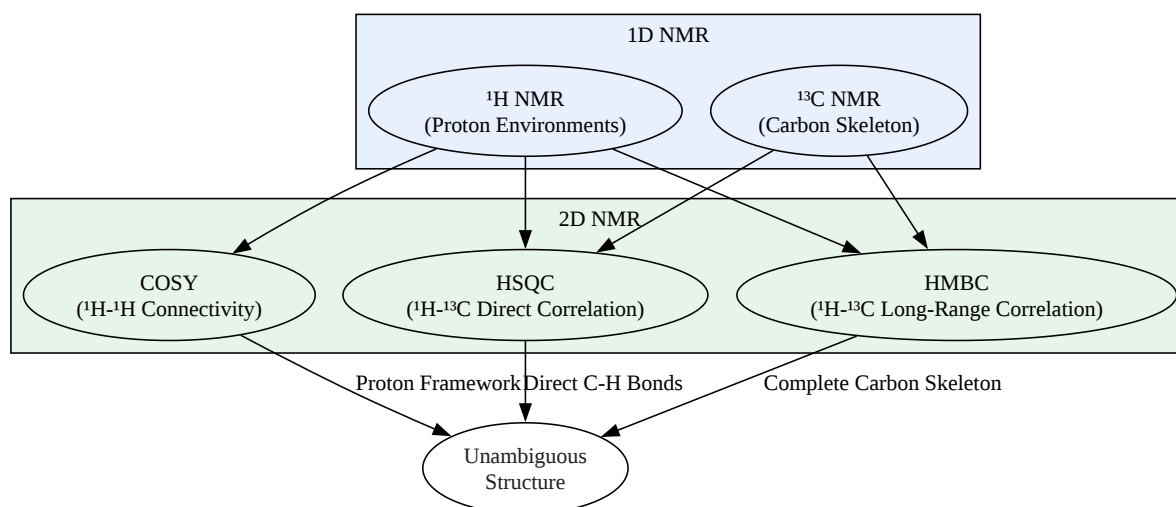 1D NMR
¹H NMR
(Proton Environments)
¹³C NMR
(Carbon Skeleton)
2D NMR
COSY
(¹H-¹H Connectivity)
HSQC
(¹H-¹³C Direct Correlation)
HMBC
(¹H-¹³C Long-Range Correlation)
Proton Framework
Direct C-H Bonds
Complete Carbon Skeleton
Unambiguous
Structure